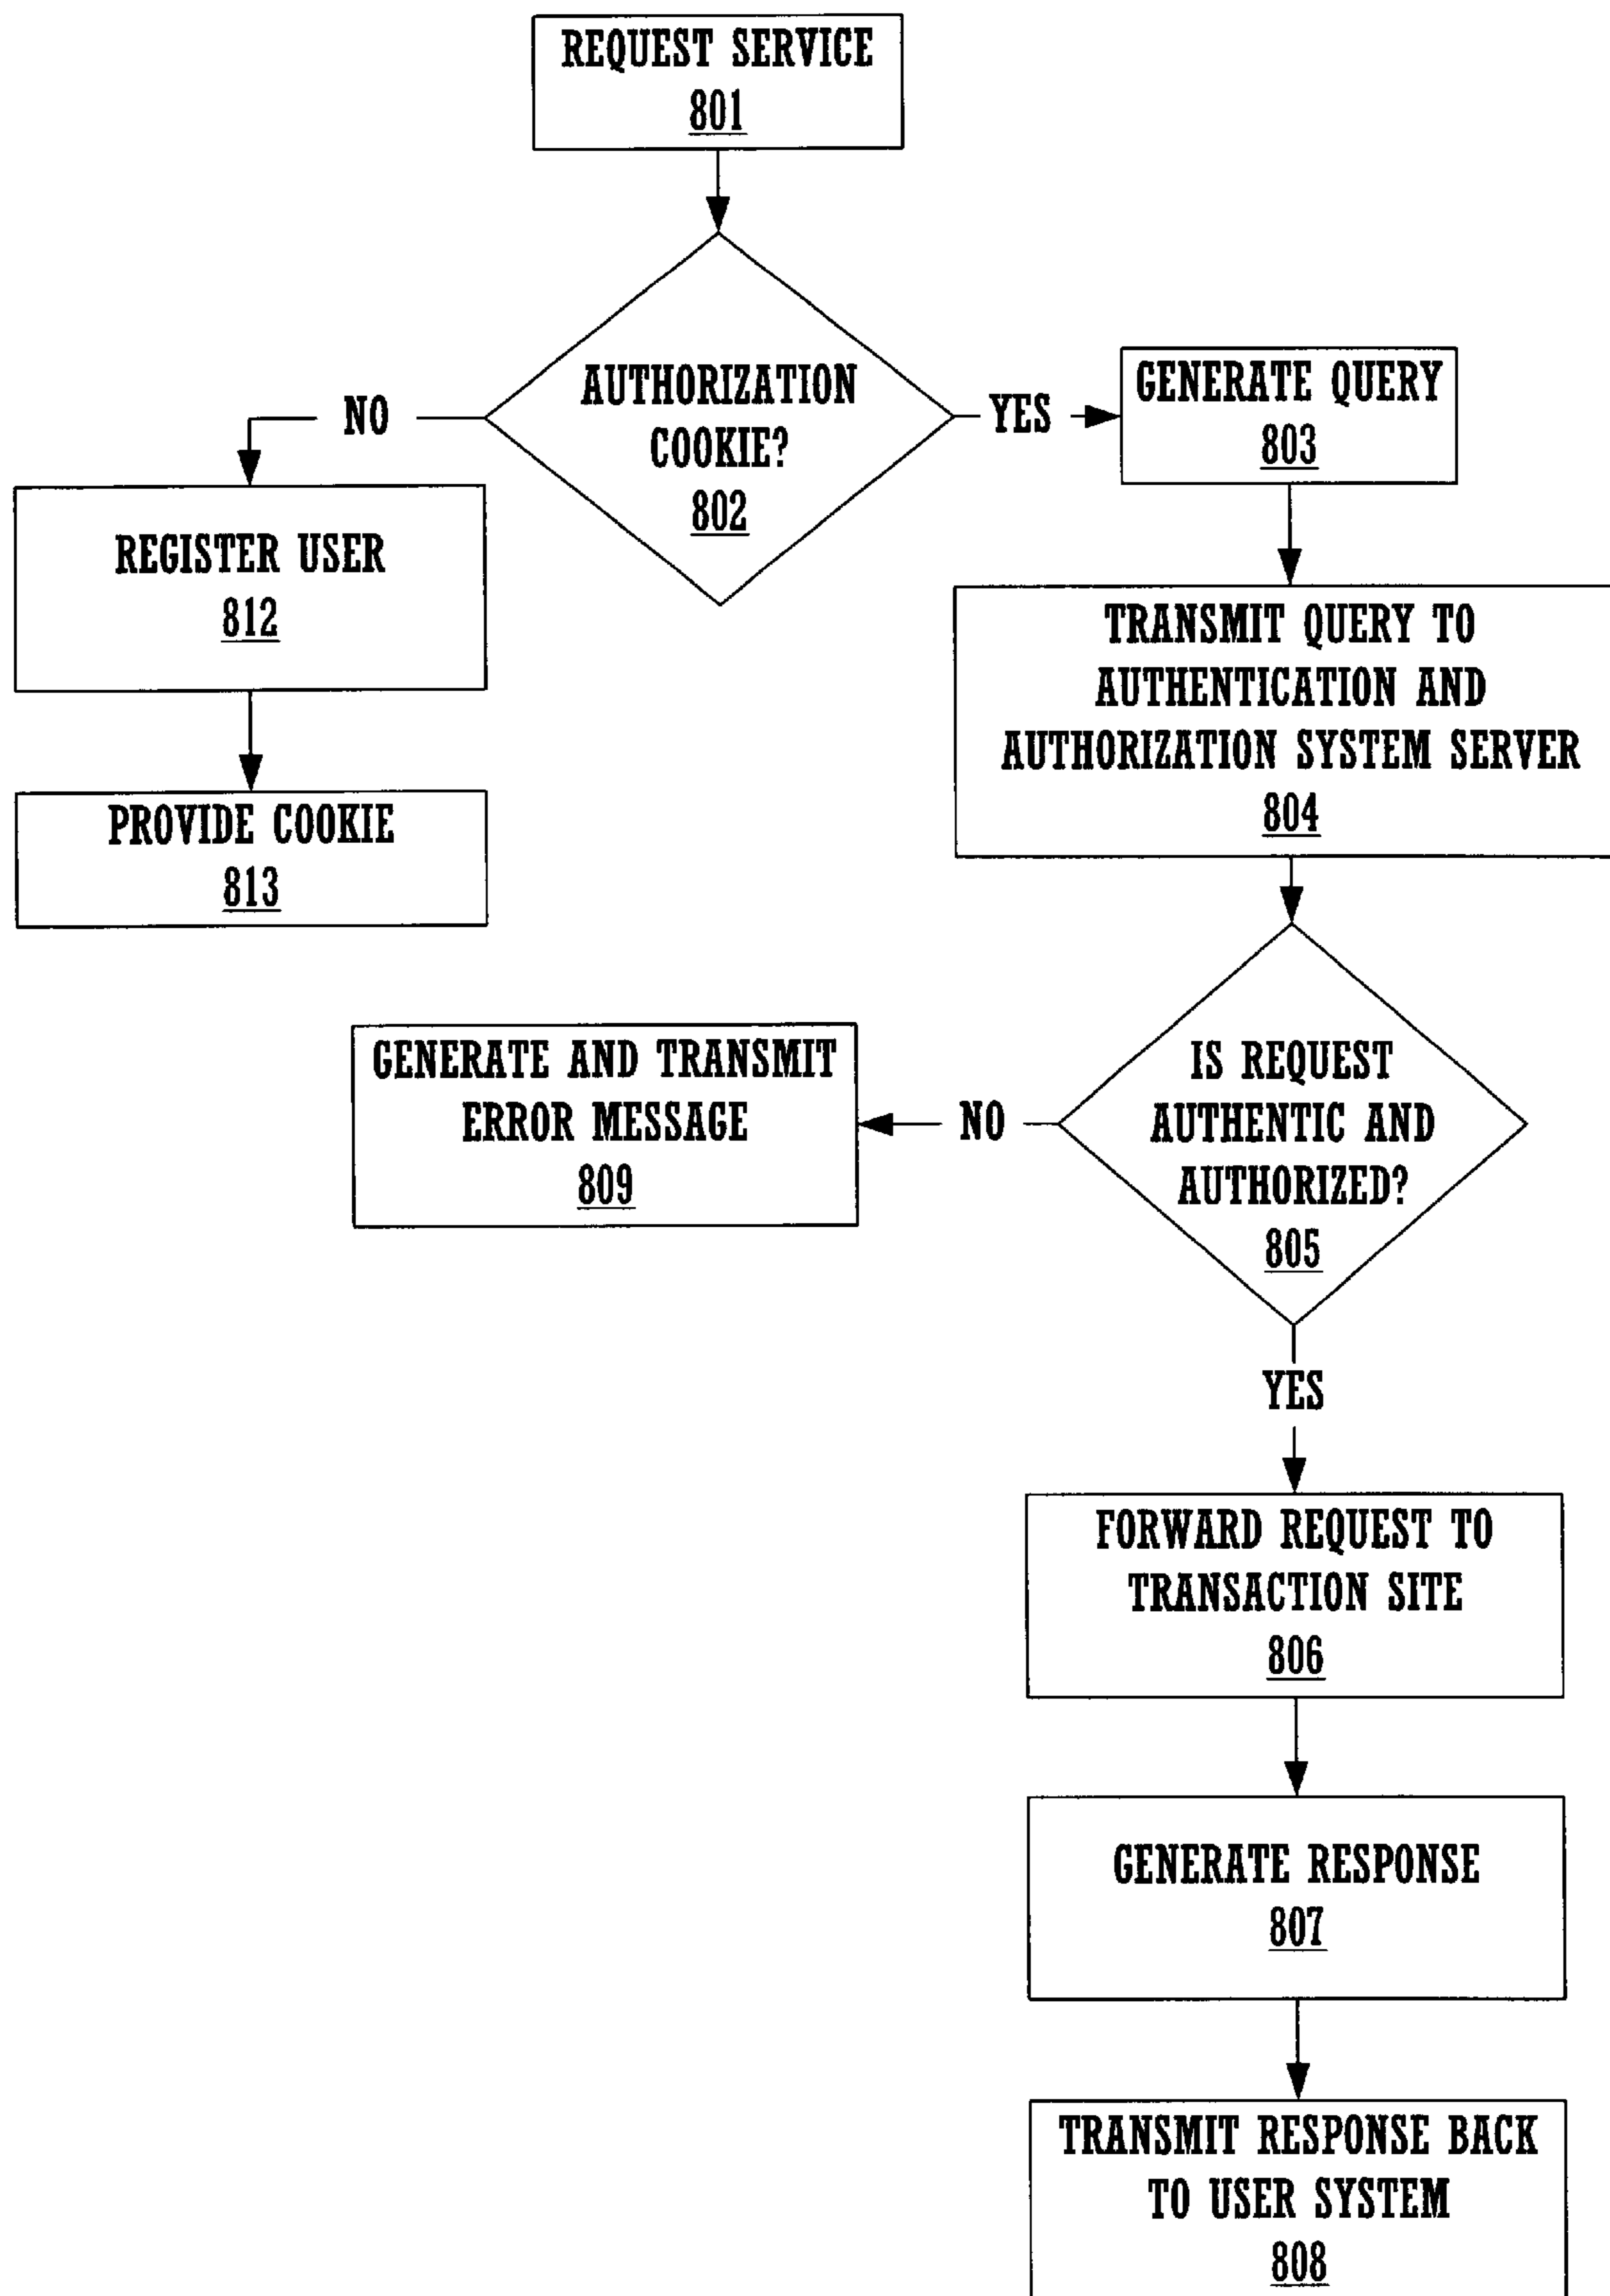 REQUEST SERVICE
801
AUTHORIZATION
COOKIE?
802
NO
YES
GENERATE QUERY
803
REGISTER USER
812
PROVIDE COOKIE
813
TRANSMIT QUERY TO
AUTHENTICATION AND
AUTHORIZATION SYSTEM SERVER
804
IS REQUEST
AUTHENTIC AND
AUTHORIZED?
805
NO
GENERATE AND TRANSMIT
ERROR MESSAGE
809
YES
FORWARD REQUEST TO
TRANSACTION SITE
806
GENERATE RESPONSE
807
TRANSMIT RESPONSE BACK
TO USER SYSTEM
808